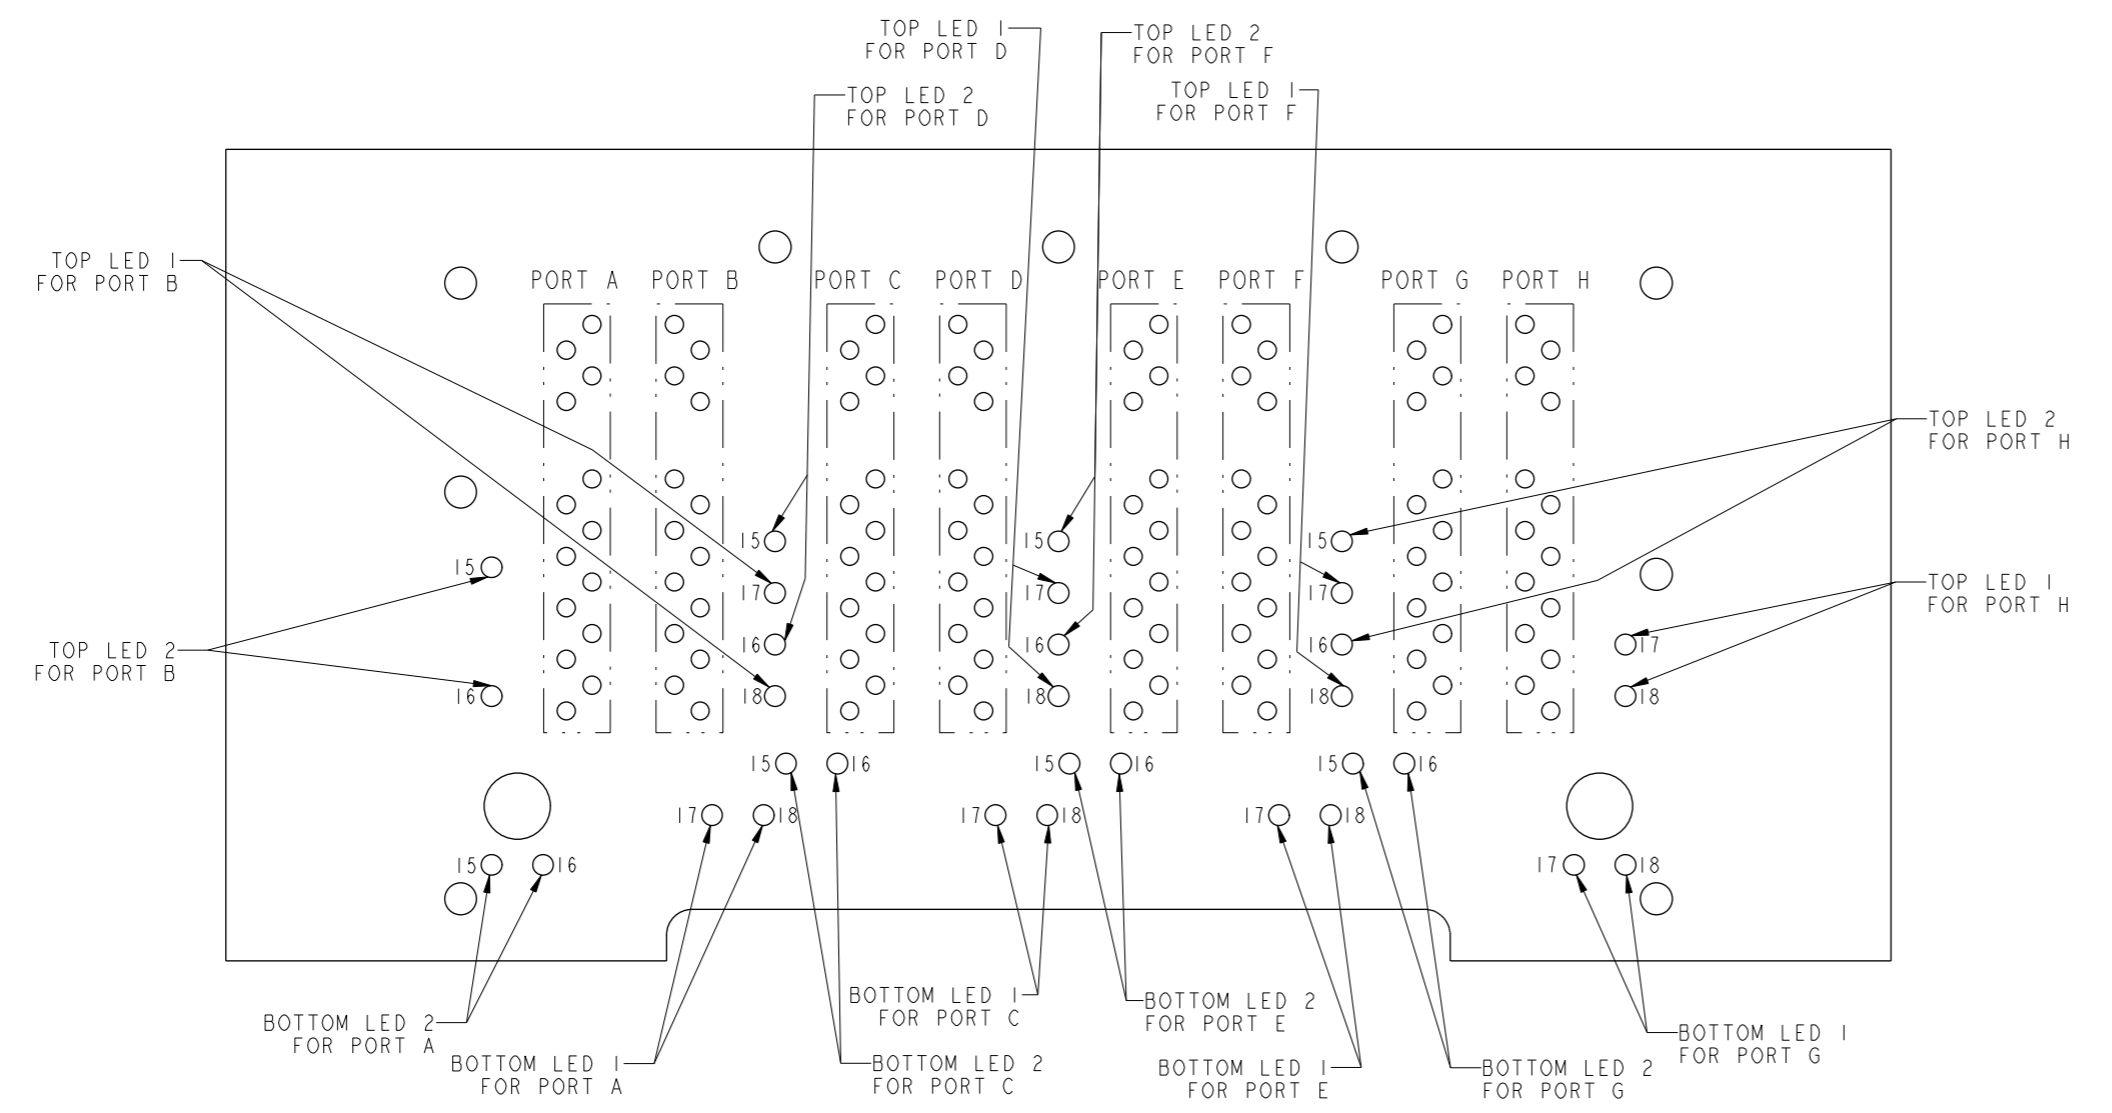 TOP LED 1
FOR PORT D
TOP LED 2
FOR PORT F
TOP LED 2
FOR PORT D
TOP LED 1
FOR PORT F
TOP LED 1
FOR PORT B
PORT A
PORT B
PORT C
PORT D
PORT E
PORT F
PORT G
PORT H
TOP LED 2
FOR PORT H
15
15
15
15
17
17
17
TOP LED 1
FOR PORT H
TOP LED 2
FOR PORT B
16
16
16
17
16
18
18
18
18
15
16
15
16
15
16
17
18
17
18
17
18
15
16
17
18
BOTTOM LED 1
FOR PORT C
BOTTOM LED 2
FOR PORT E
BOTTOM LED 2
FOR PORT A
BOTTOM LED 1
FOR PORT G
BOTTOM LED 1
FOR PORT A
BOTTOM LED 2
FOR PORT C
BOTTOM LED 1
FOR PORT E
BOTTOM LED 2
FOR PORT G